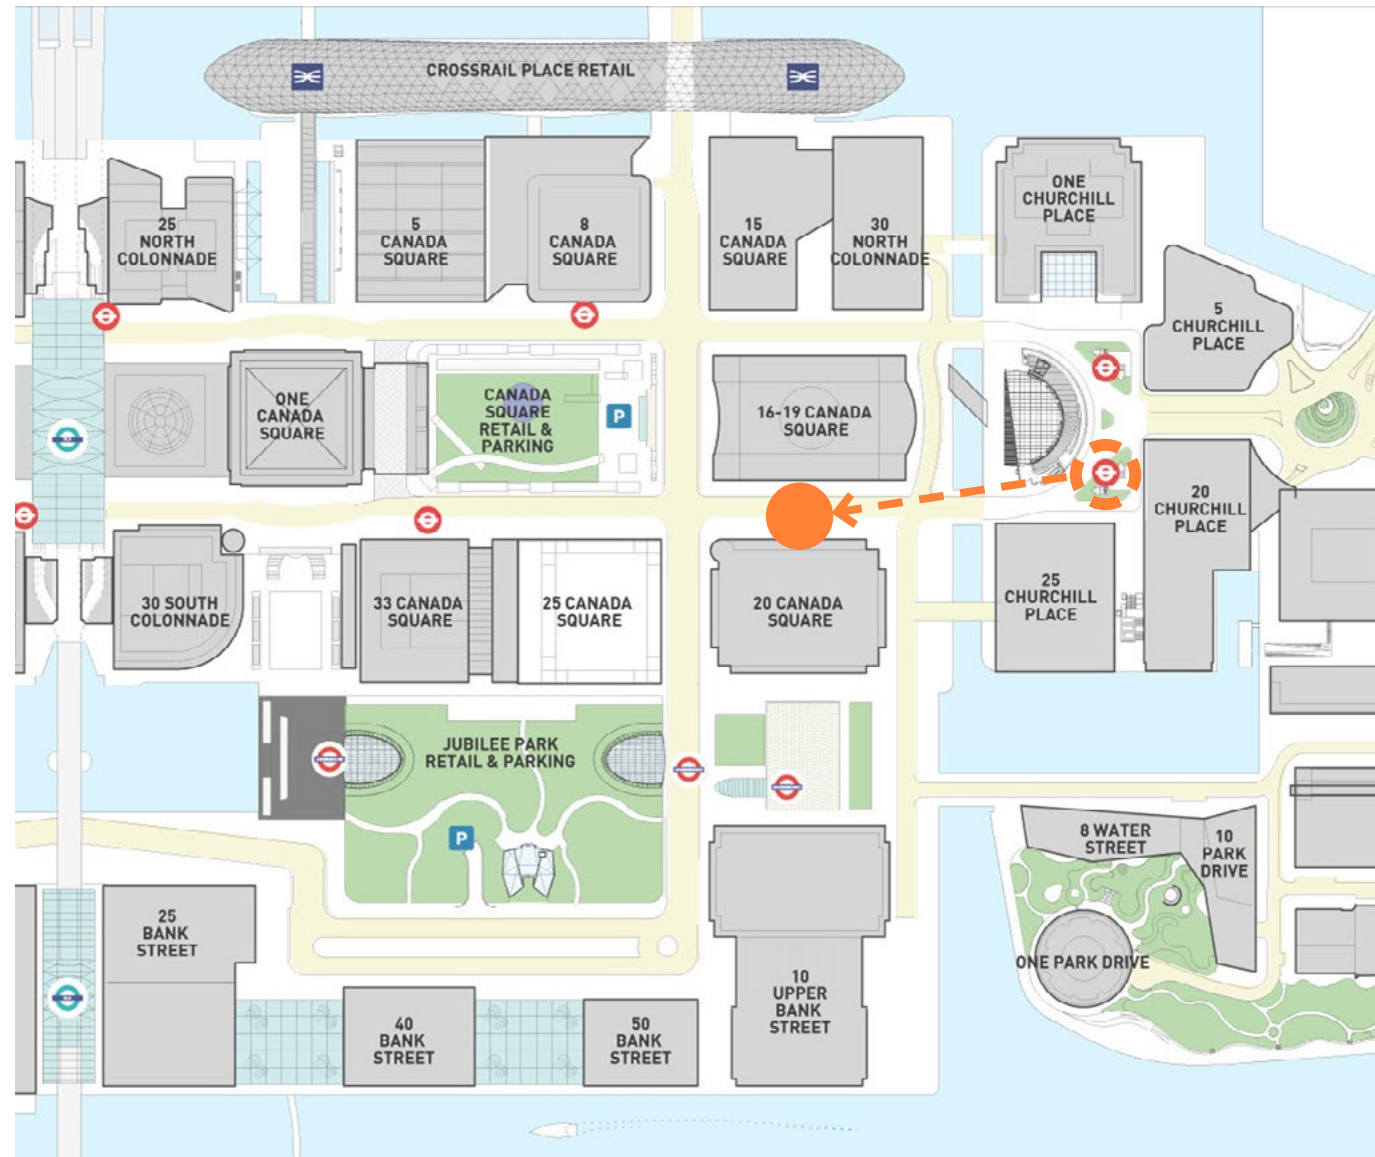 CROSSRAIL PLACE RETAIL
25
NORTH
COLONNADE
5
CANADA
SQUARE
8
CANADA
SQUARE
15
CANADA
SQUARE
30
NORTH
COLONNADE
ONE
CHURCHILL
PLACE
5
CHURCHILL
PLACE
ONE
CANADA
SQUARE
CANADA
SQUARE
RETAIL &
PARKING
P
16-19 CANADA
SQUARE
20
CHURCHILL
PLACE
30 SOUTH
COLONNADE
33 CANADA
SQUARE
25 CANADA
SQUARE
20 CANADA
SQUARE
25
CHURCHILL
PLACE
JUBILEE PARK
RETAIL & PARKING
P
8 WATER
STREET
10
PARK
DRIVE
ONE PARK DRIVE
25
BANK
STREET
40
BANK
STREET
50
BANK
STREET
10
UPPER
BANK
STREET